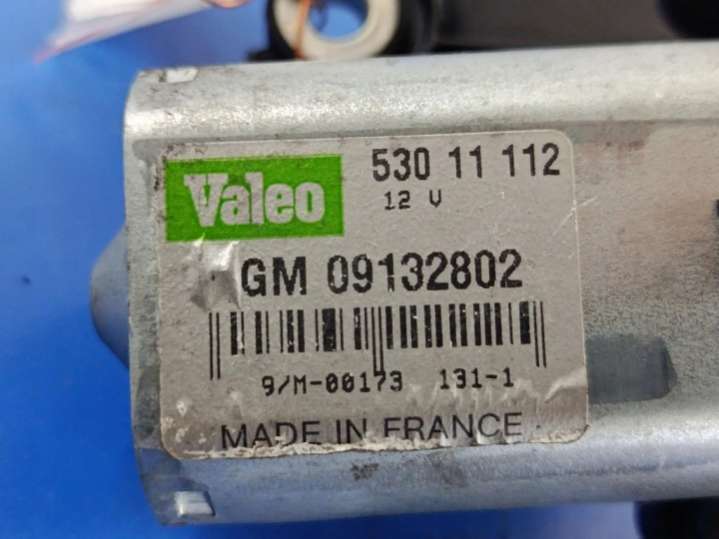 Valeo 530 11 112
12 V
GM 09132802
9/M-00173 131-1
MADE IN FRANCE